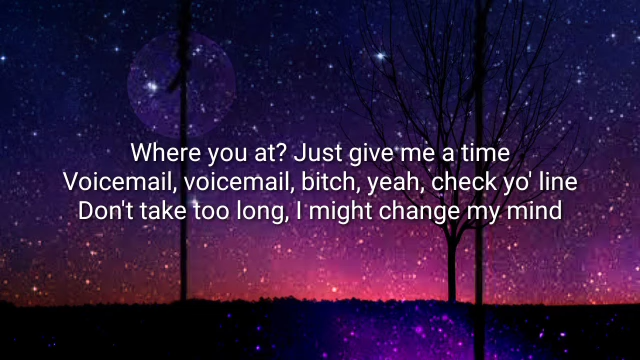 Where you at? Just give me a time
Voicemail, voicemail, bitch, yeah, check yo' line
Don't take too long, I might change my mind